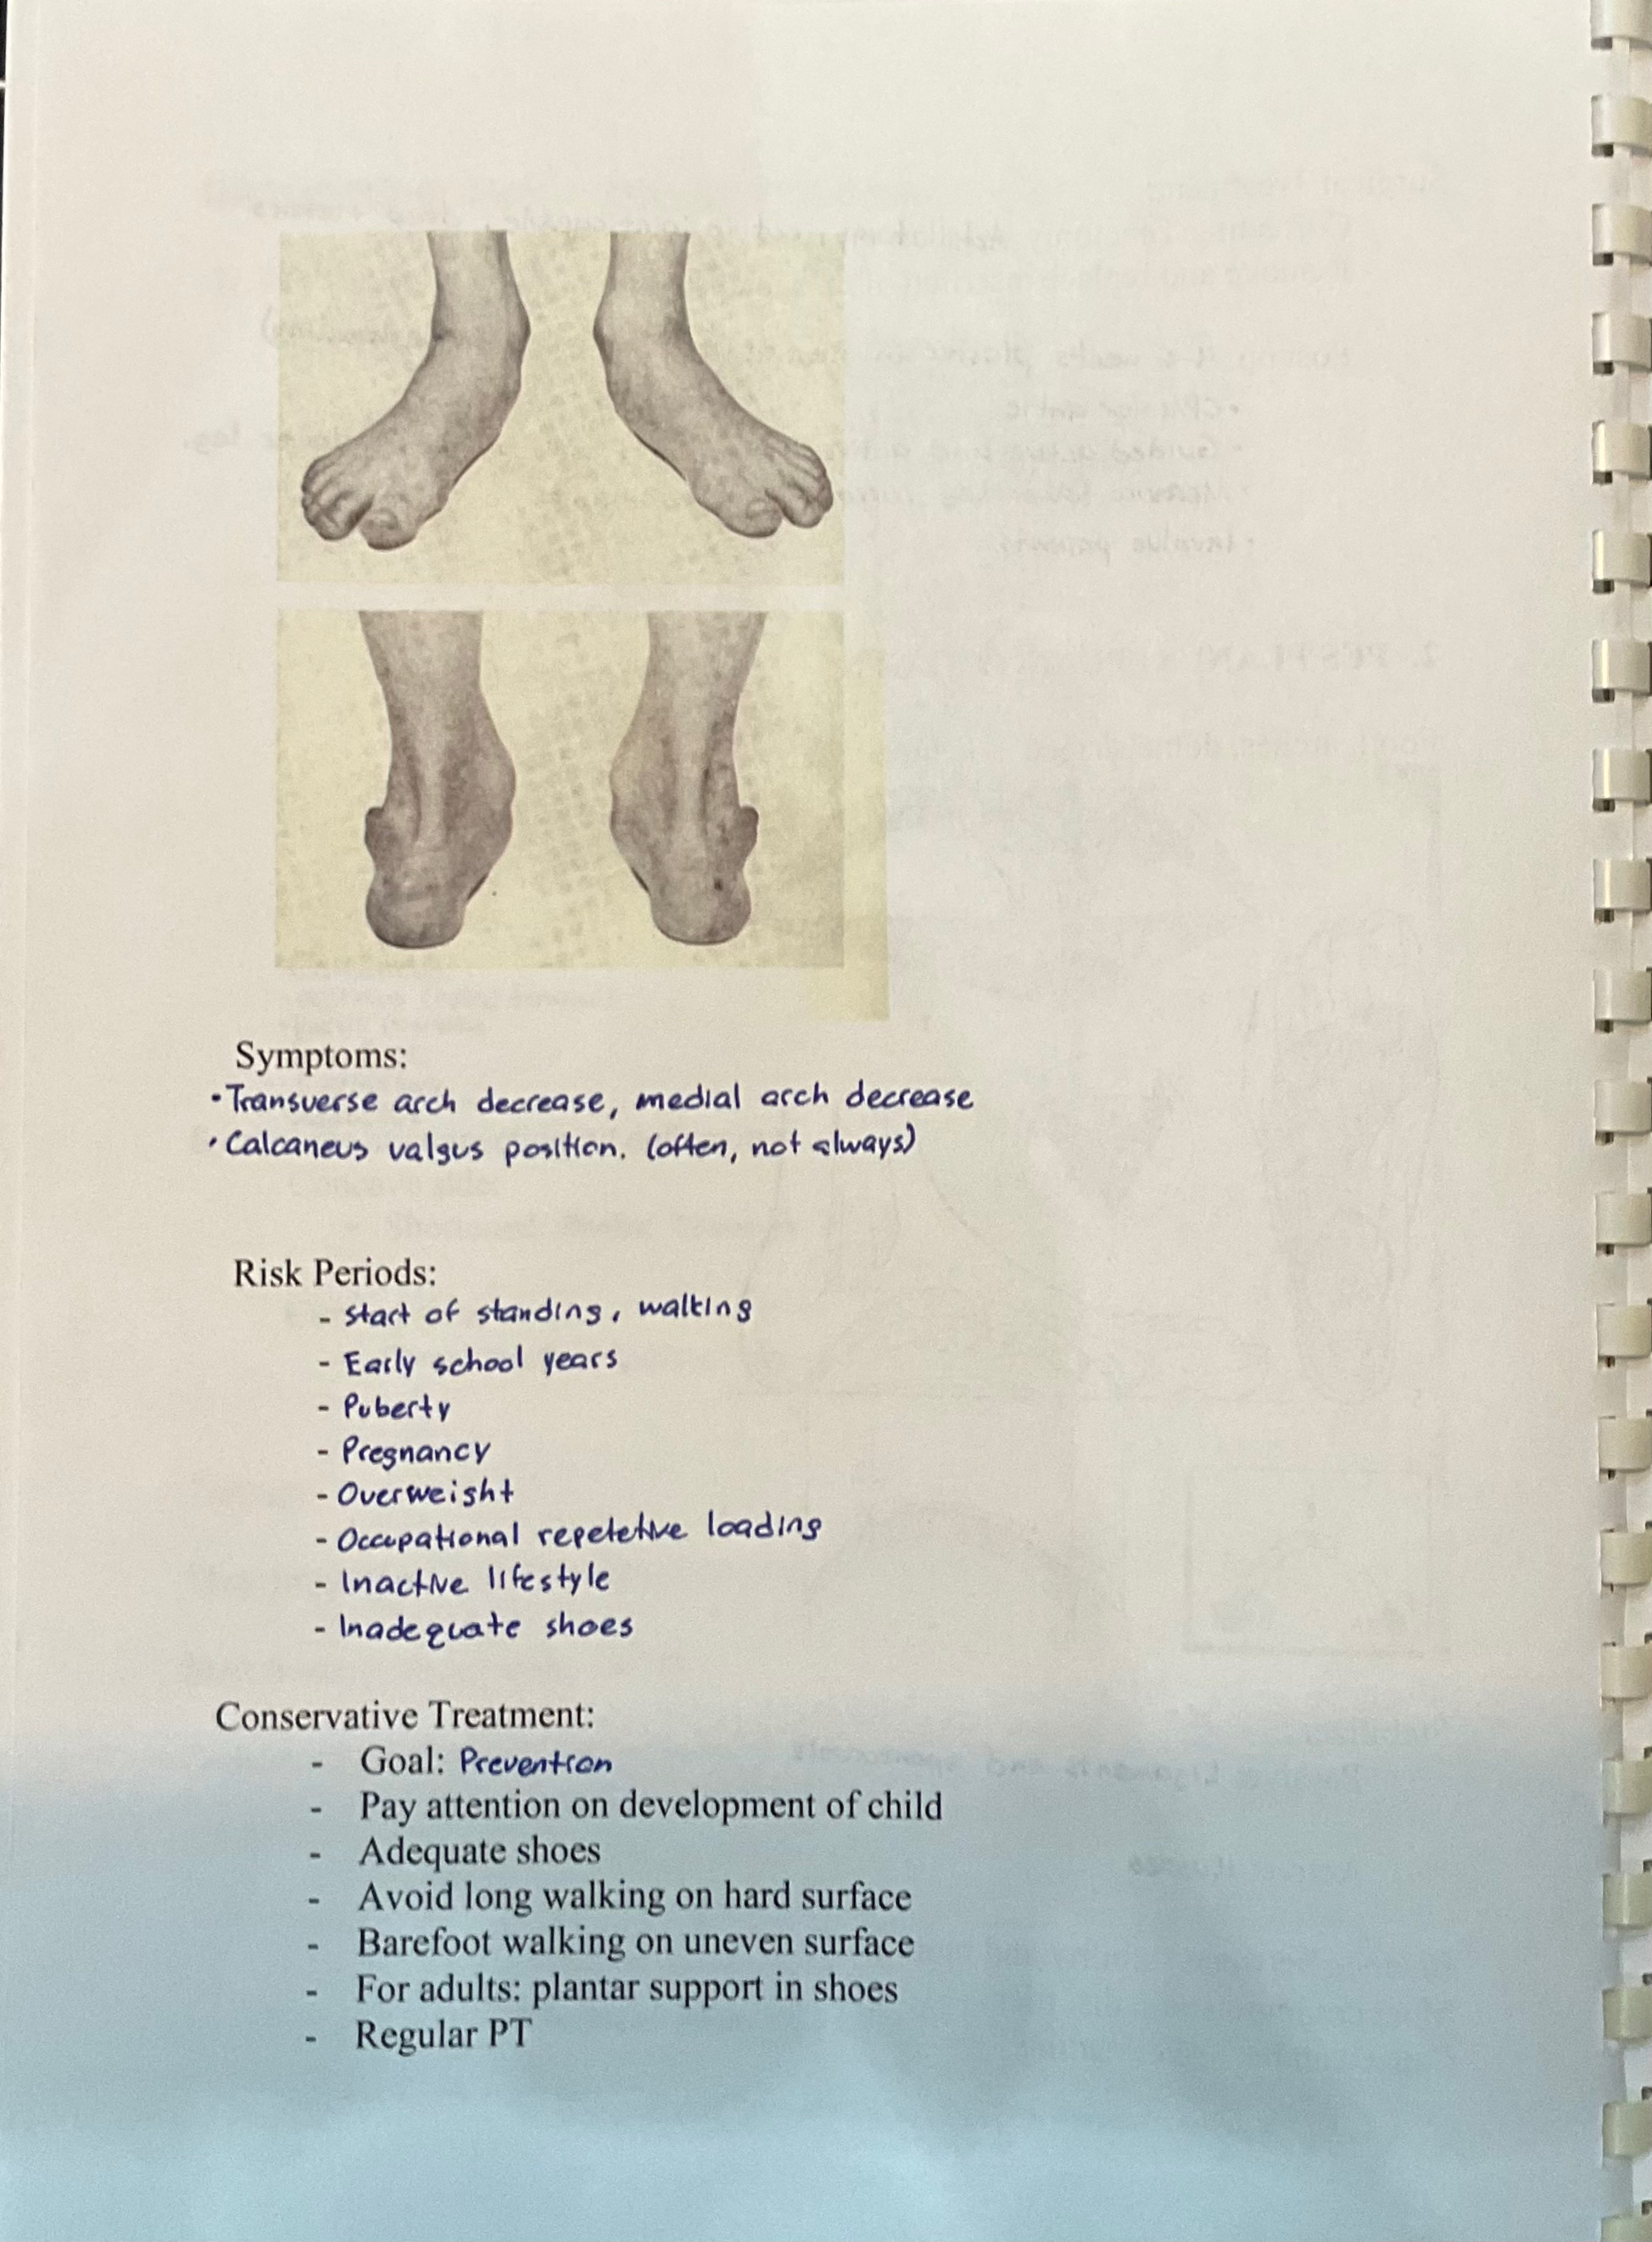 Symptoms:
• Transverse arch decrease, medial arch decrease
• Calcaneus valgus position. (often, not always)
Risk Periods:
- Start of standing, walking
- Early school years
- Puberty
- Pregnancy
- Overweight
- Occupational repetetive loading
- Inactive lifestyle
- Inadequate shoes
Conservative Treatment:
- Goal: Prevention
- Pay attention on development of child
- Adequate shoes
- Avoid long walking on hard surface
- Barefoot walking on uneven surface
- For adults: plantar support in shoes
- Regular PT